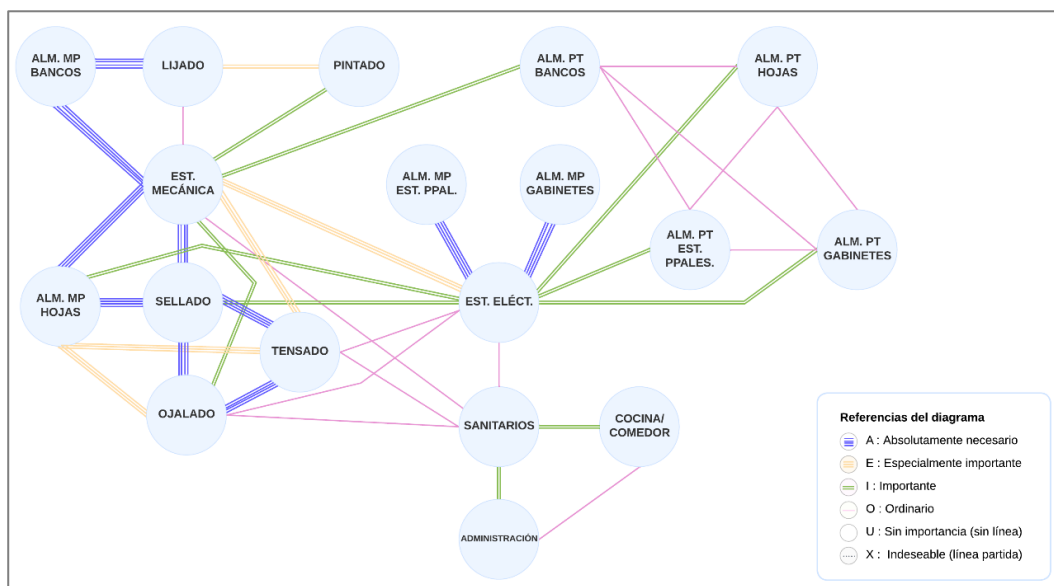 ALM. MP
BANCOS
LIJADO
PINTADO
ALM. PT
BANCOS
ALM. PT
HOJAS
EST.
MECÁNICA
ALM. MP
EST. PPAL.
ALM. MP
GABINETES
ALM. PT
EST.
PPALES.
ALM. PT
GABINETES
ALM. MP
HOJAS
SELLADO
EST. ELÉCT.
TENSADO
OJALADO
SANITARIOS
COCINA/
COMEDOR
ADMINISTRACIÓN
Referencias del diagrama
A : Absolutamente necesario
E : Especialmente importante
I : Importante
O : Ordinario
U : Sin importancia (sin línea)
X : Indeseable (línea partida)